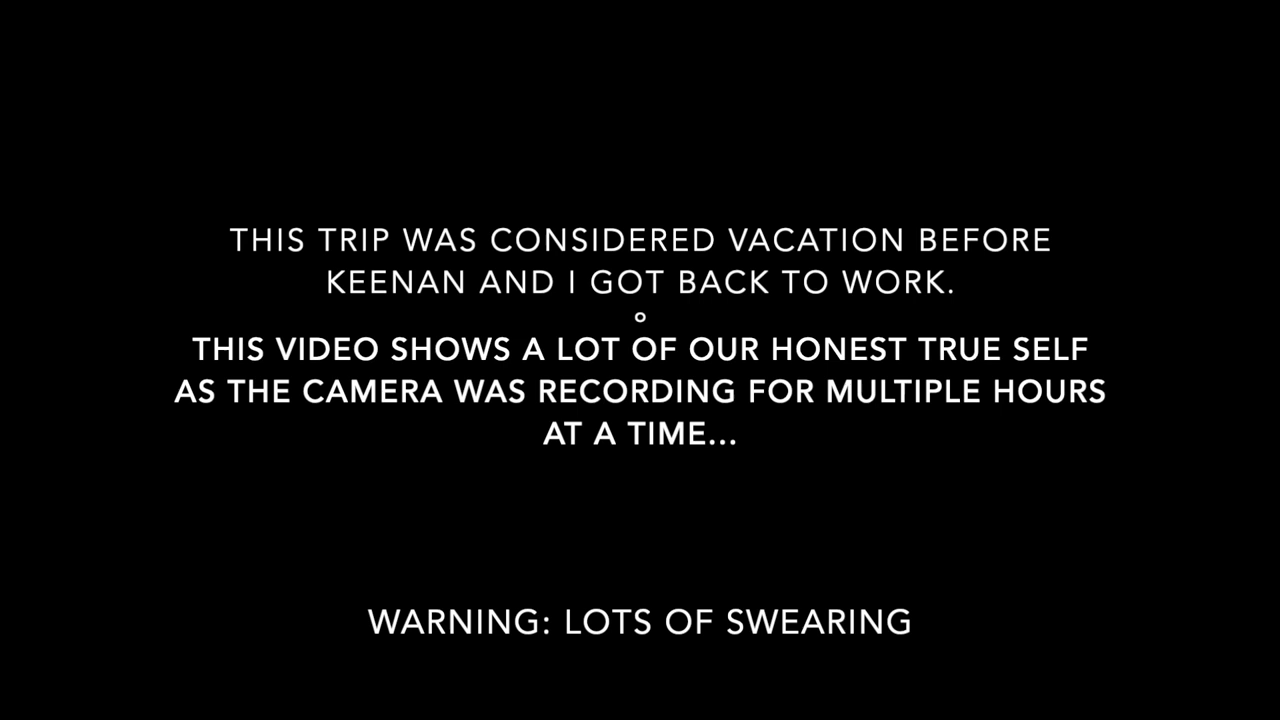 THIS TRIP WAS CONSIDERED VACATION BEFORE
KEENAN AND I GOT BACK TO WORK.
°
THIS VIDEO SHOWS A LOT OF OUR HONEST TRUE SELF
AS THE CAMERA WAS RECORDING FOR MULTIPLE HOURS
AT A TIME...
WARNING: LOTS OF SWEARING